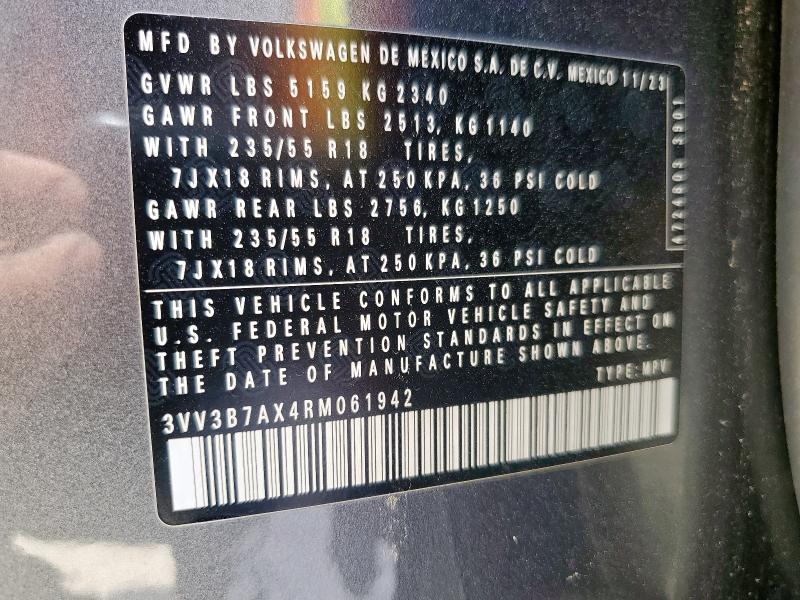 MFD BY VOLKSWAGEN DE MEXICO S.A. DE C.V. MEXICO 11/23
GVWR LBS 5159 KG 2340
GAWR FRONT LBS 2513, KG 1140
WITH 235/55 R18 TIRES,
7JX18 RIMS, AT 250 KPA, 36 PSI COLD
GAWR REAR LBS 2756, KG 1250
WITH 235/55 R18 TIRES,
7JX18 RIMS, AT 250 KPA, 36 PSI COLD
THIS VEHICLE CONFORMS TO ALL APPLICABLE
U.S. FEDERAL MOTOR VEHICLE SAFETY AND
THEFT PREVENTION STANDARDS IN EFFECT ON
THE DATE OF MANUFACTURE SHOWN ABOVE.
TYPE: MPV
3VV3B7AX4RM061942